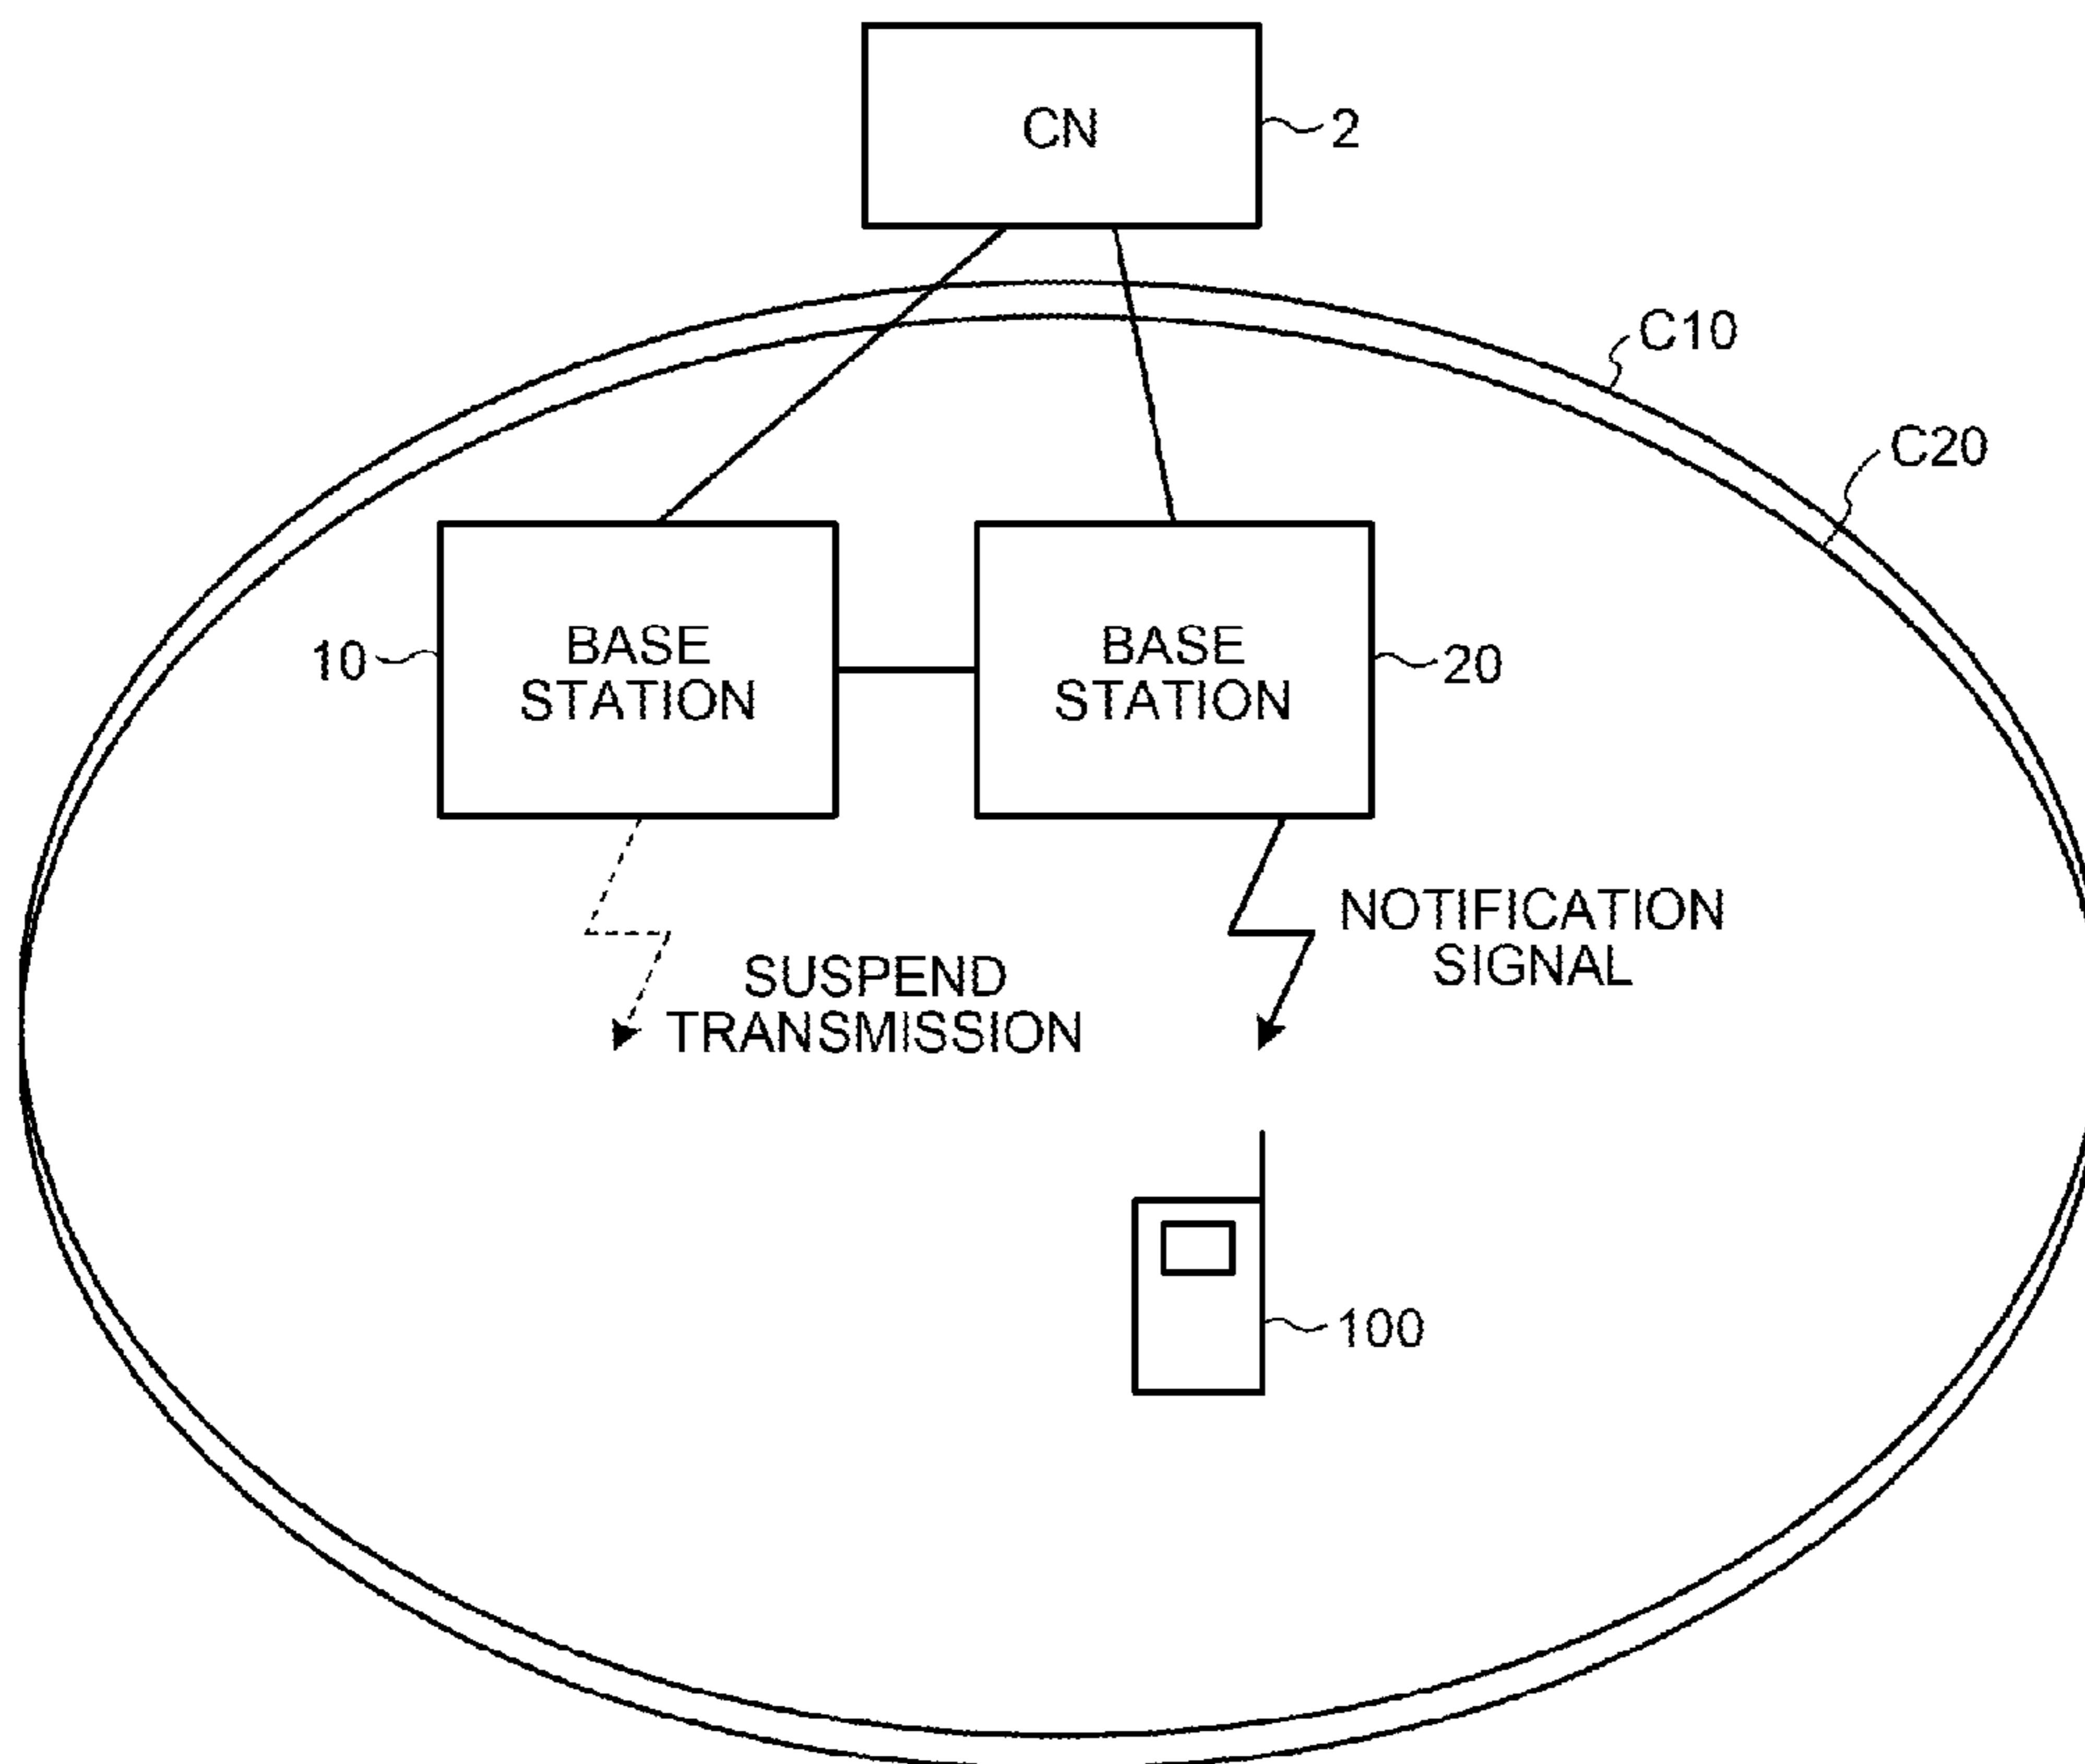 CN
2
C10
C20
10
BASE
STATION
BASE
STATION
20
NOTIFICATION
SIGNAL
SUSPEND
TRANSMISSION
100